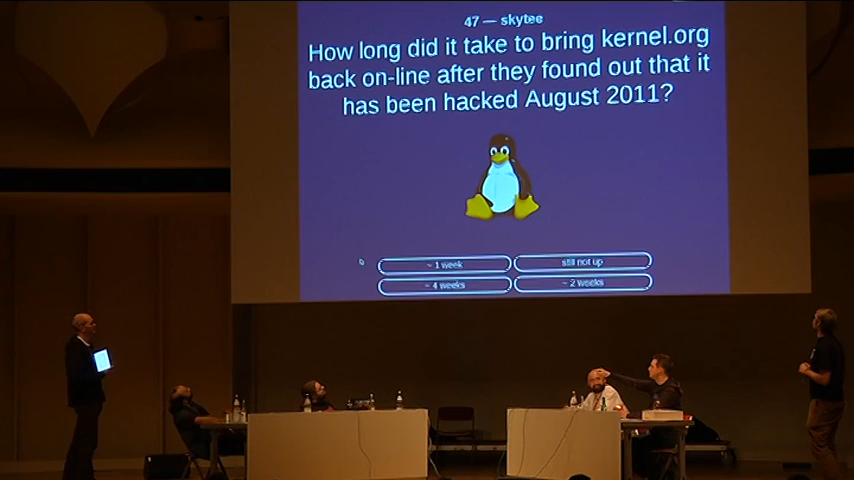 47 — skytee
How long did it take to bring kernel.org
back on-line after they found out that it
has been hacked August 2011?
~ 1 week
still not up
~ 4 weeks
~ 2 weeks